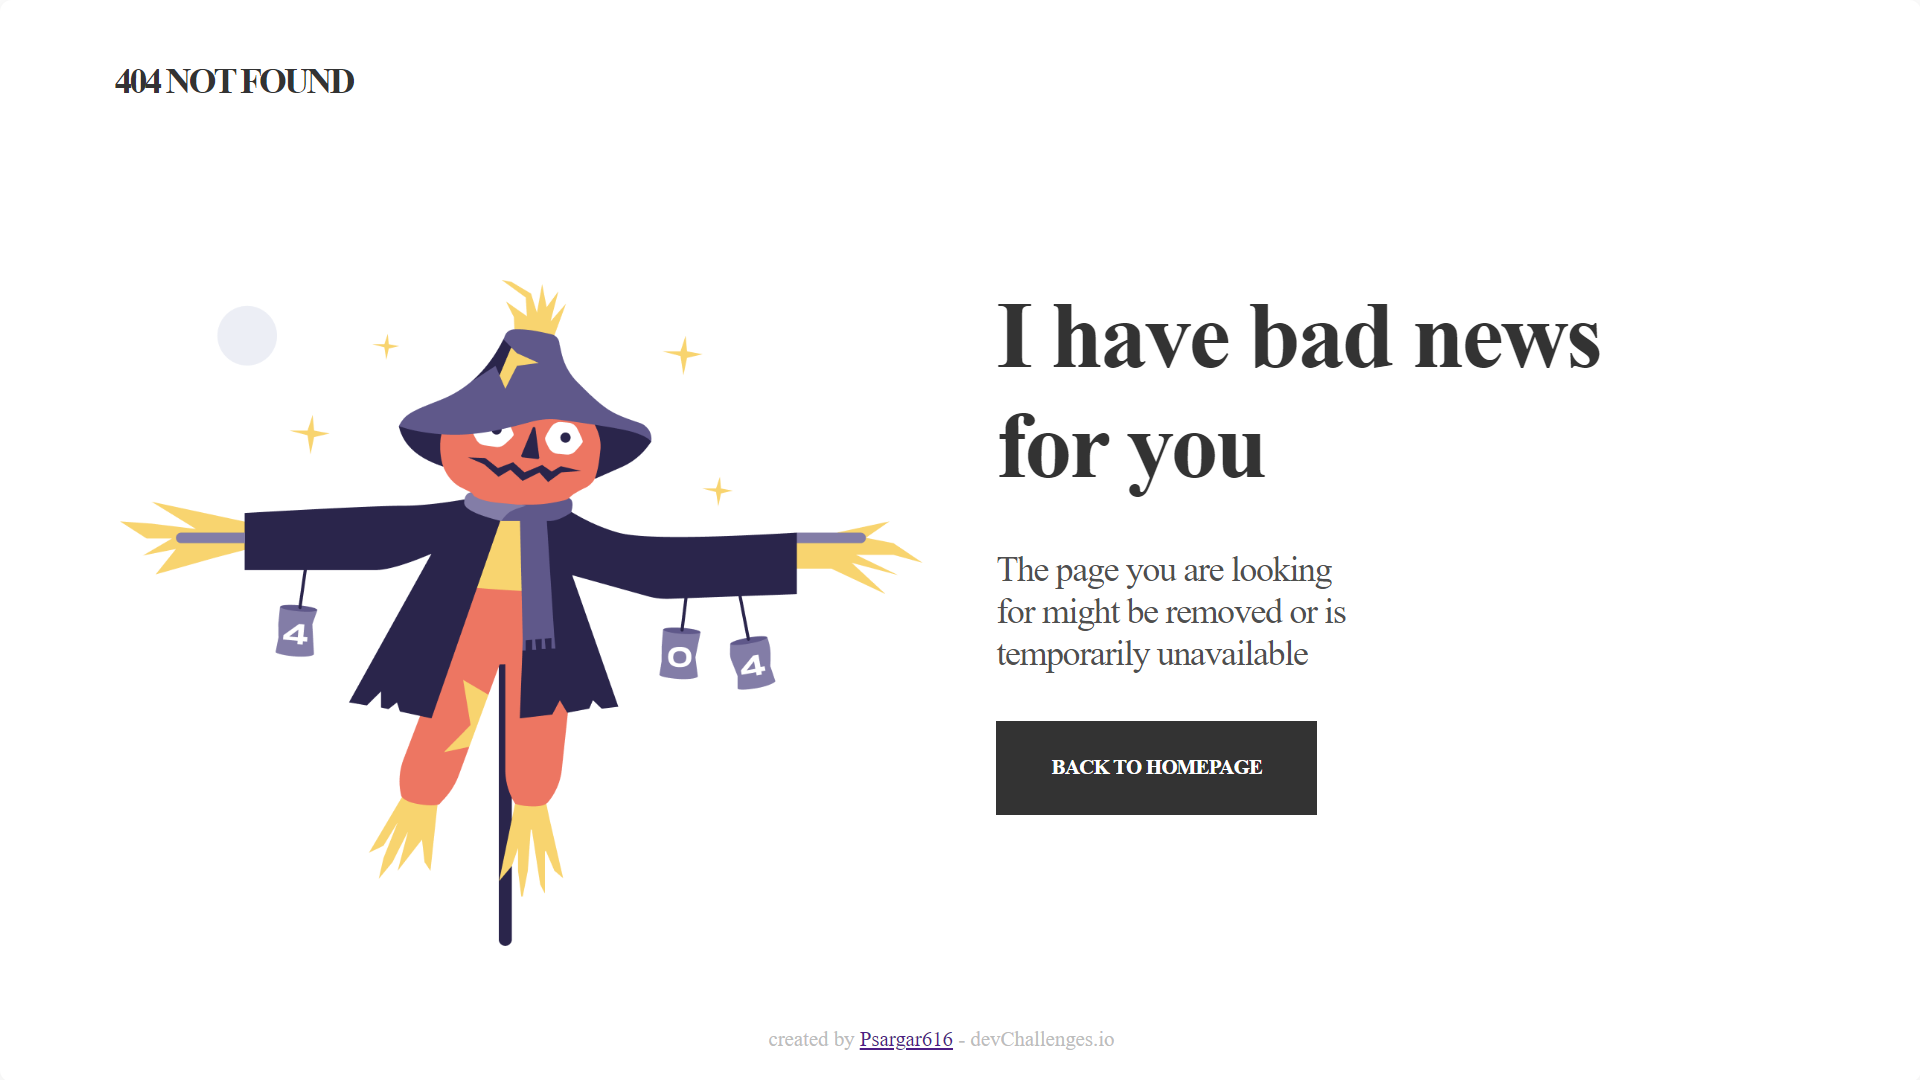 404 NOT FOUND
I have bad news
for you
4
0
4
The page you are looking
for might be removed or is
temporarily unavailable
BACK TO HOMEPAGE
created by Psargar616 - devChallenges.io